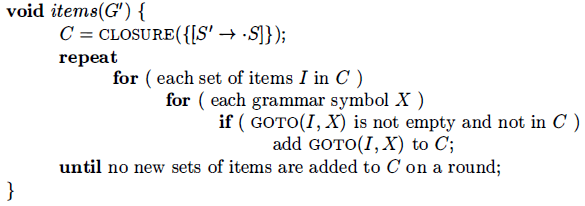 void items(G′) {
C = CLOSURE({[S′ → ·S]});
repeat
for ( each set of items I in C )
for ( each grammar symbol X )
if ( GOTO(I, X) is not empty and not in C )
add GOTO(I, X) to C;
until no new sets of items are added to C on a round;
}